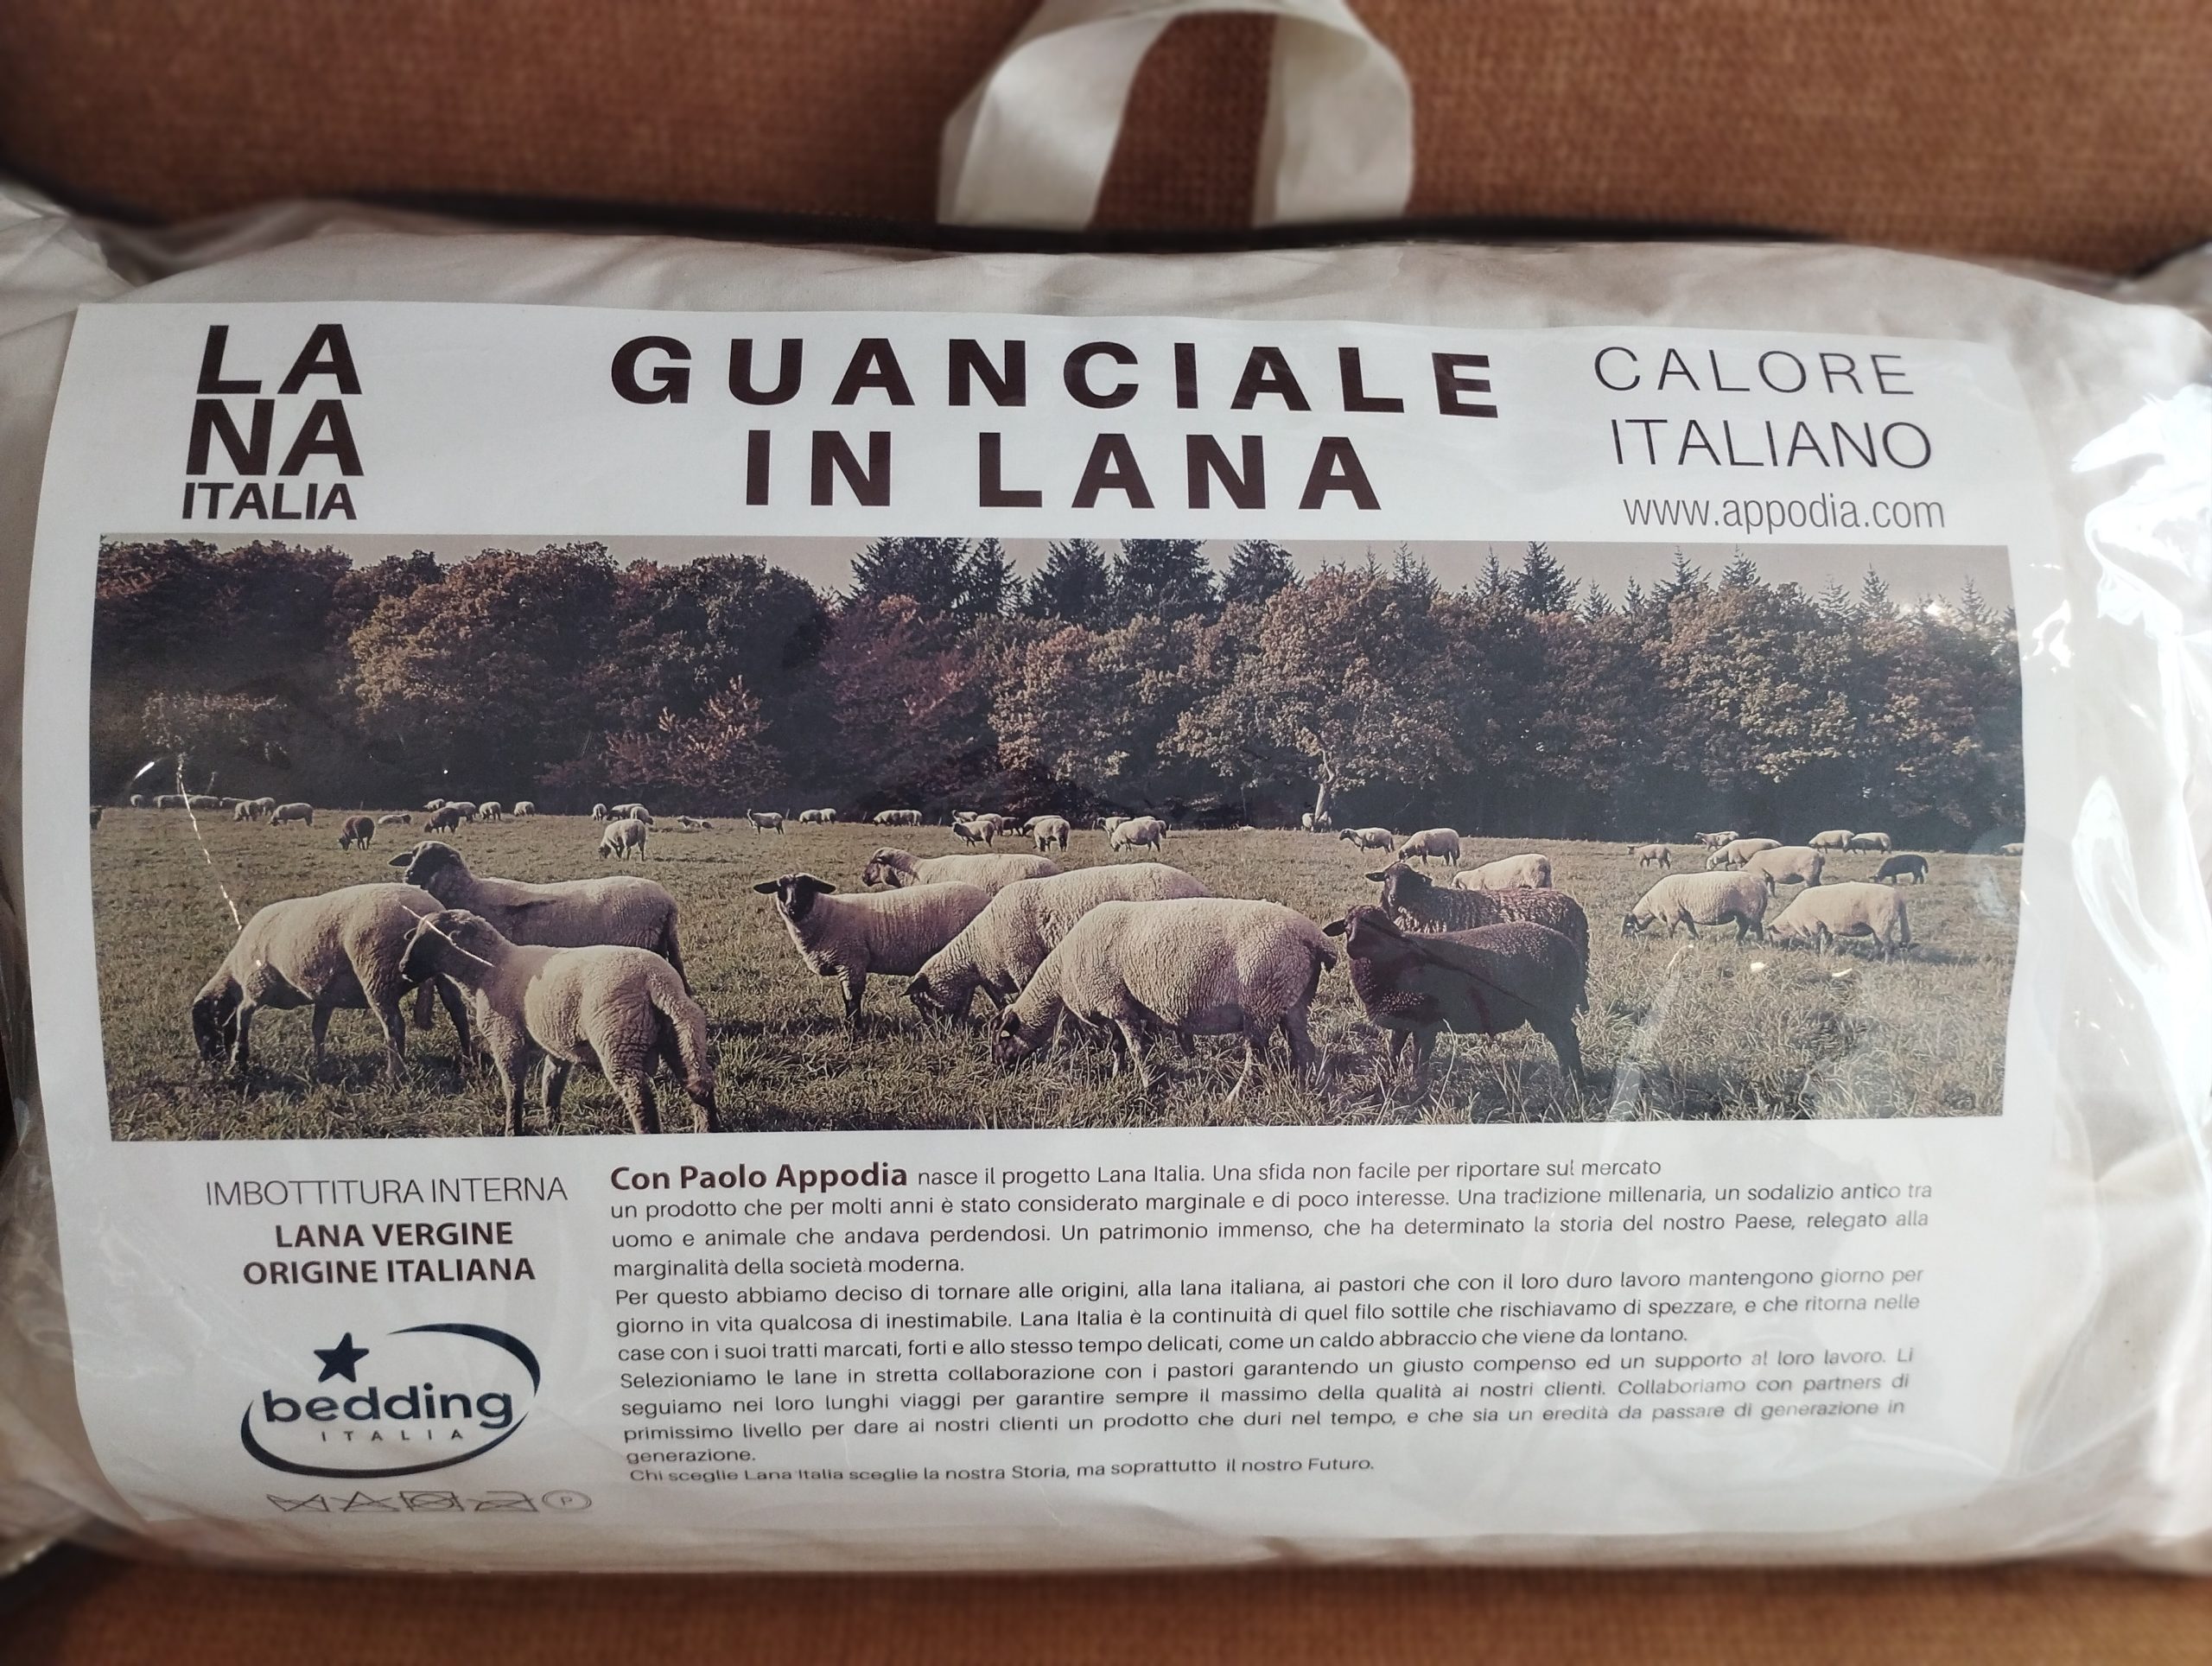 LA
NA
ITALIA
GUANCIALE
IN LANA
CALORE
ITALIANO
www.appodia.com
IMBOTTITURA INTERNA
LANA VERGINE
ORIGINE ITALIANA
bedding
ITALIA
P
Con Paolo Appodia nasce il progetto Lana Italia. Una sfida non facile per riportare sul mercato
un prodotto che per molti anni è stato considerato marginale e di poco interesse. Una tradizione millenaria, un sodalizio antico tra
uomo e animale che andava perdendosi. Un patrimonio immenso, che ha determinato la storia del nostro Paese, relegato alla
marginalità della società moderna.
Per questo abbiamo deciso di tornare alle origini, alla lana italiana, ai pastori che con il loro duro lavoro mantengono giorno per
giorno in vita qualcosa di inestimabile. Lana Italia è la continuità di quel filo sottile che rischiavamo di spezzare, e che ritorna nelle
case con i suoi tratti marcati, forti e allo stesso tempo delicati, come un caldo abbraccio che viene da lontano.
Selezioniamo le lane in stretta collaborazione con i pastori garantendo un giusto compenso ed un supporto al loro lavoro. Li
seguiamo nei loro lunghi viaggi per garantire sempre il massimo della qualità ai nostri clienti. Collaboriamo con partners di
primissimo livello per dare ai nostri clienti un prodotto che duri nel tempo, e che sia un eredità da passare di generazione in
generazione.
Chi sceglie Lana Italia sceglie la nostra Storia, ma soprattutto il nostro Futuro.